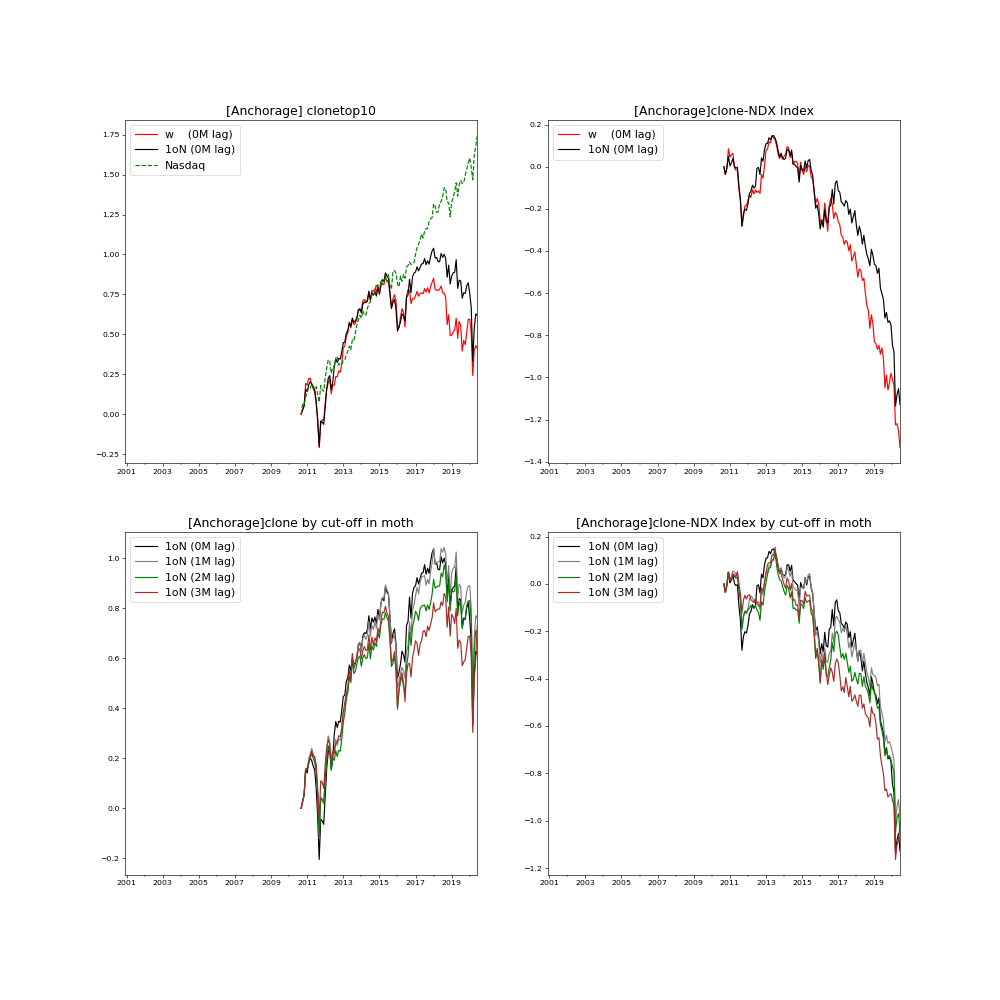 [Anchorage] clonetop10
w (0M lag)
1oN (0M lag)
Nasdaq
1.75
1.50
1.25
1.00
0.75
0.50
0.25
0.00
−0.25
2001 2003 2005 2007 2009 2011 2013 2015 2017 2019
[Anchorage]clone-NDX Index
w (0M lag)
1oN (0M lag)
0.2
0.0
−0.2
−0.4
−0.6
−0.8
−1.0
−1.2
−1.4
2001 2003 2005 2007 2009 2011 2013 2015 2017 2019
[Anchorage]clone by cut-off in moth
1oN (0M lag)
1oN (1M lag)
1oN (2M lag)
1oN (3M lag)
1.0
0.8
0.6
0.4
0.2
0.0
−0.2
2001 2003 2005 2007 2009 2011 2013 2015 2017 2019
[Anchorage]clone-NDX Index by cut-off in moth
1oN (0M lag)
1oN (1M lag)
1oN (2M lag)
1oN (3M lag)
0.2
0.0
−0.2
−0.4
−0.6
−0.8
−1.0
−1.2
2001 2003 2005 2007 2009 2011 2013 2015 2017 2019